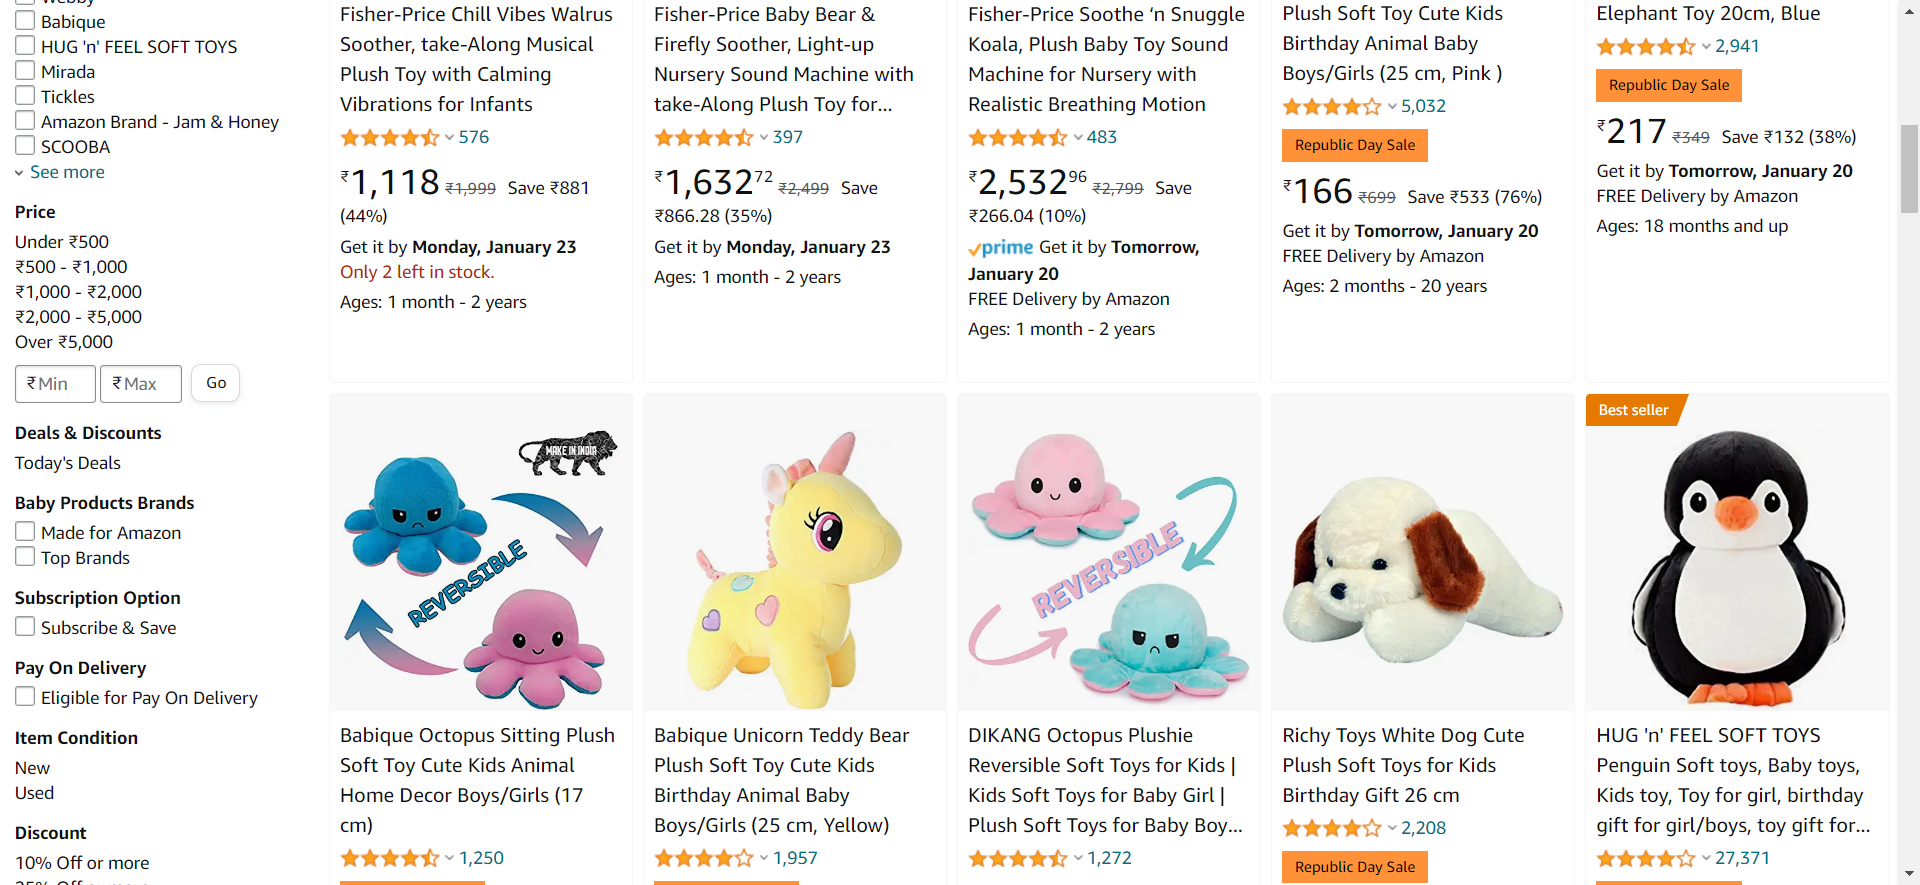 Webby
Babique
HUG 'n' FEEL SOFT TOYS
Mirada
Tickles
Amazon Brand - Jam & Honey
SCOOBA
See more
Price
Under ₹500
₹500 - ₹1,000
₹1,000 - ₹2,000
₹2,000 - ₹5,000
Over ₹5,000
₹ Min ₹ Max Go
Deals & Discounts
Today's Deals
Baby Products Brands
Made for Amazon
Top Brands
Subscription Option
Subscribe & Save
Pay On Delivery
Eligible for Pay On Delivery
Item Condition
New
Used
Discount
10% Off or more
25% Off or more
Fisher-Price Chill Vibes Walrus
Soother, take-Along Musical
Plush Toy with Calming
Vibrations for Infants
576
₹1,118 ₹1,999 Save ₹881
(44%)
Get it by Monday, January 23
Only 2 left in stock.
Ages: 1 month - 2 years
Fisher-Price Baby Bear &
Firefly Soother, Light-up
Nursery Sound Machine with
take-Along Plush Toy for...
397
₹1,632.72 ₹2,499 Save
₹866.28 (35%)
Get it by Monday, January 23
Ages: 1 month - 2 years
Fisher-Price Soothe ‘n Snuggle
Koala, Plush Baby Toy Sound
Machine for Nursery with
Realistic Breathing Motion
483
₹2,532.96 ₹2,799 Save
₹266.04 (10%)
prime Get it by Tomorrow,
January 20
FREE Delivery by Amazon
Ages: 1 month - 2 years
Plush Soft Toy Cute Kids
Birthday Animal Baby
Boys/Girls (25 cm, Pink )
5,032
Republic Day Sale
₹166 ₹699 Save ₹533 (76%)
Get it by Tomorrow, January 20
FREE Delivery by Amazon
Ages: 2 months - 20 years
Elephant Toy 20cm, Blue
2,941
Republic Day Sale
₹217 ₹349 Save ₹132 (38%)
Get it by Tomorrow, January 20
FREE Delivery by Amazon
Ages: 18 months and up
MAKE IN INDIA
REVERSIBLE
Babique Octopus Sitting Plush
Soft Toy Cute Kids Animal
Home Decor Boys/Girls (17
cm)
1,250
Babique Unicorn Teddy Bear
Plush Soft Toy Cute Kids
Birthday Animal Baby
Boys/Girls (25 cm, Yellow)
1,957
REVERSIBLE
DIKANG Octopus Plushie
Reversible Soft Toys for Kids |
Kids Soft Toys for Baby Girl |
Plush Soft Toys for Baby Boy...
1,272
Richy Toys White Dog Cute
Plush Soft Toys for Kids
Birthday Gift 26 cm
2,208
Republic Day Sale
Best seller
HUG 'n' FEEL SOFT TOYS
Penguin Soft toys, Baby toys,
Kids toy, Toy for girl, birthday
gift for girl/boys, toy gift for...
27,371